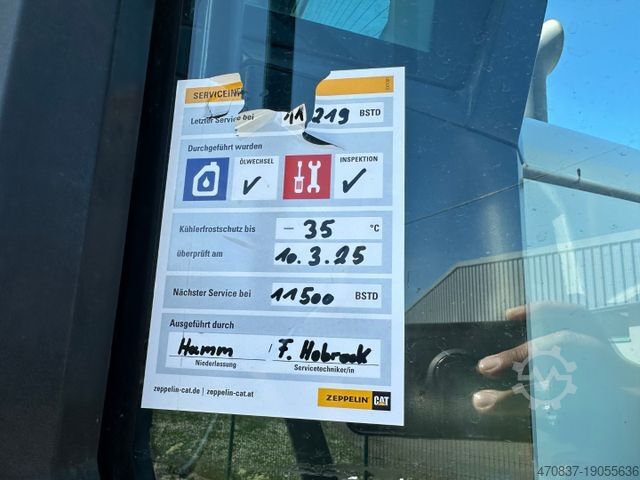 SERVICEIN
Letzter Service bei 11219 BSTD
Durchgeführt wurden
ÖLWECHSEL INSPEKTION
Kühlerfrostschutz bis - 35 °C
überprüft am 10.3.25
Nächster Service bei 11500 BSTD
Ausgeführt durch
Hamm F. Hobrock
Niederlassung Servicetechniker/in
zeppelin-cat.de | zeppelin-cat.at
ZEPPELIN CAT
470837-19055636